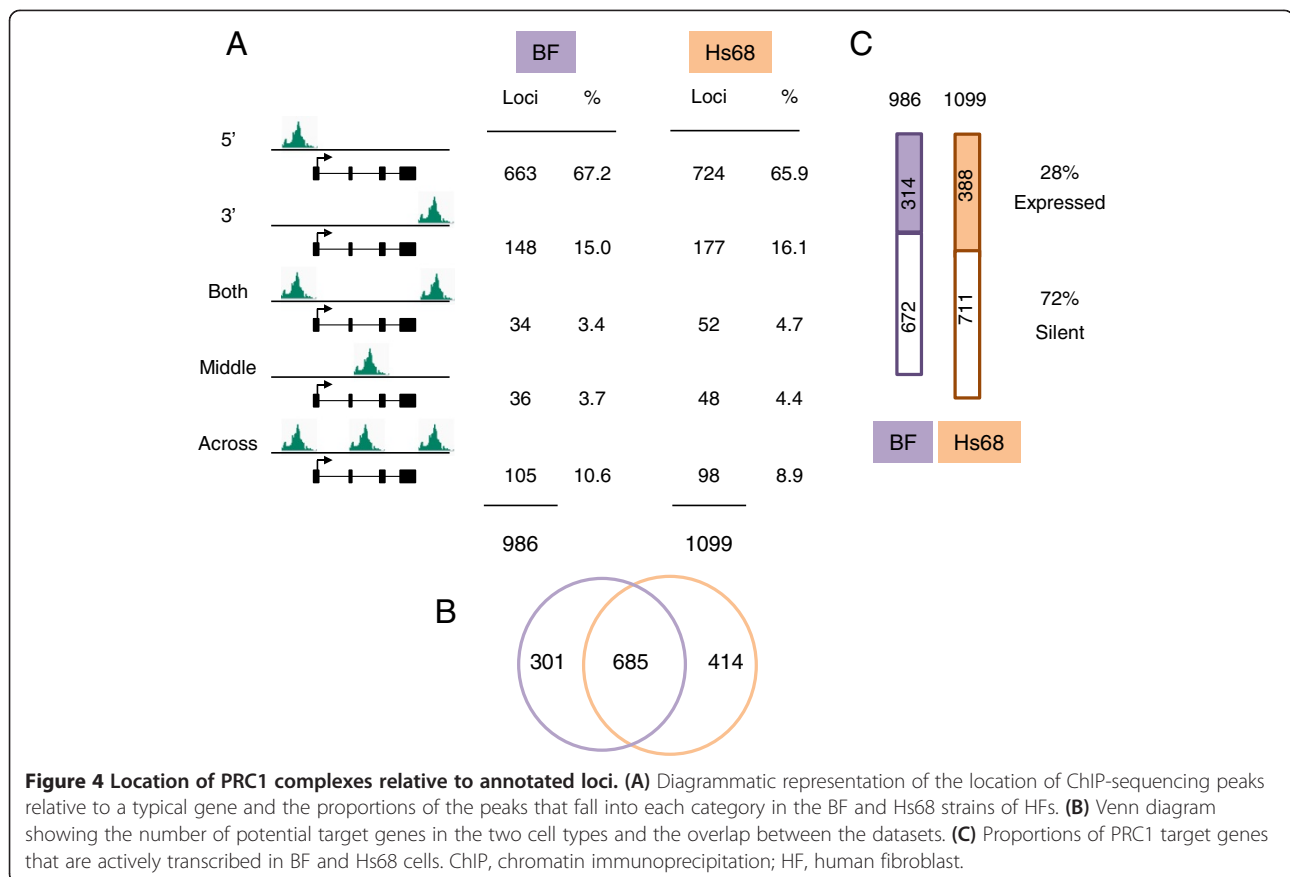 A
BF
Hs68
Loci % Loci %
5'
663 67.2 724 65.9
3'
148 15.0 177 16.1
Both
34 3.4 52 4.7
Middle
36 3.7 48 4.4
Across
105 10.6 98 8.9
986 1099
B
301 685 414
C
986 1099
314 388 28%
Expressed
672 711 72%
Silent
BF Hs68
Figure 4 Location of PRC1 complexes relative to annotated loci. (A) Diagrammatic representation of the location of ChIP-sequencing peaks
relative to a typical gene and the proportions of the peaks that fall into each category in the BF and Hs68 strains of HFs. (B) Venn diagram
showing the number of potential target genes in the two cell types and the overlap between the datasets. (C) Proportions of PRC1 target genes
that are actively transcribed in BF and Hs68 cells. ChIP, chromatin immunoprecipitation; HF, human fibroblast.